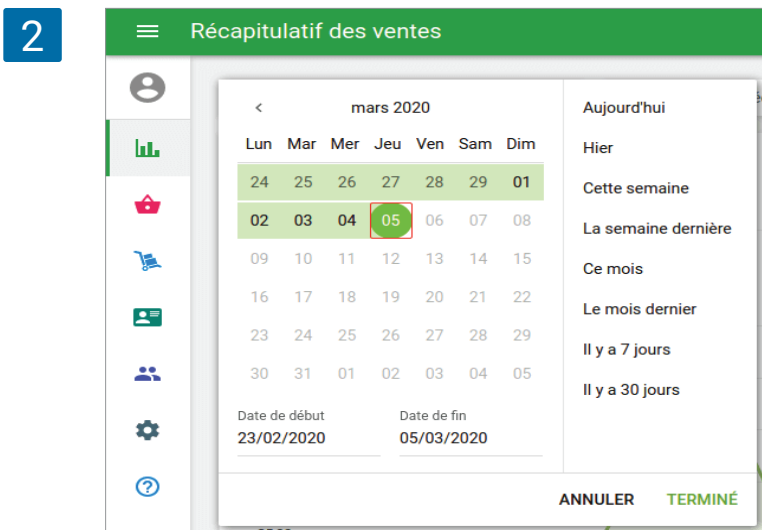 2
Récapitulatif des ventes
mars 2020
Lun Mar Mer Jeu Ven Sam Dim
24 25 26 27 28 29 01
02 03 04 05 06 07 08
09 10 11 12 13 14 15
16 17 18 19 20 21 22
23 24 25 26 27 28 29
30 31 01 02 03 04 05
Date de début
23/02/2020
Date de fin
05/03/2020
Aujourd'hui
Hier
Cette semaine
La semaine dernière
Ce mois
Le mois dernier
Il y a 7 jours
Il y a 30 jours
ANNULER TERMINÉ